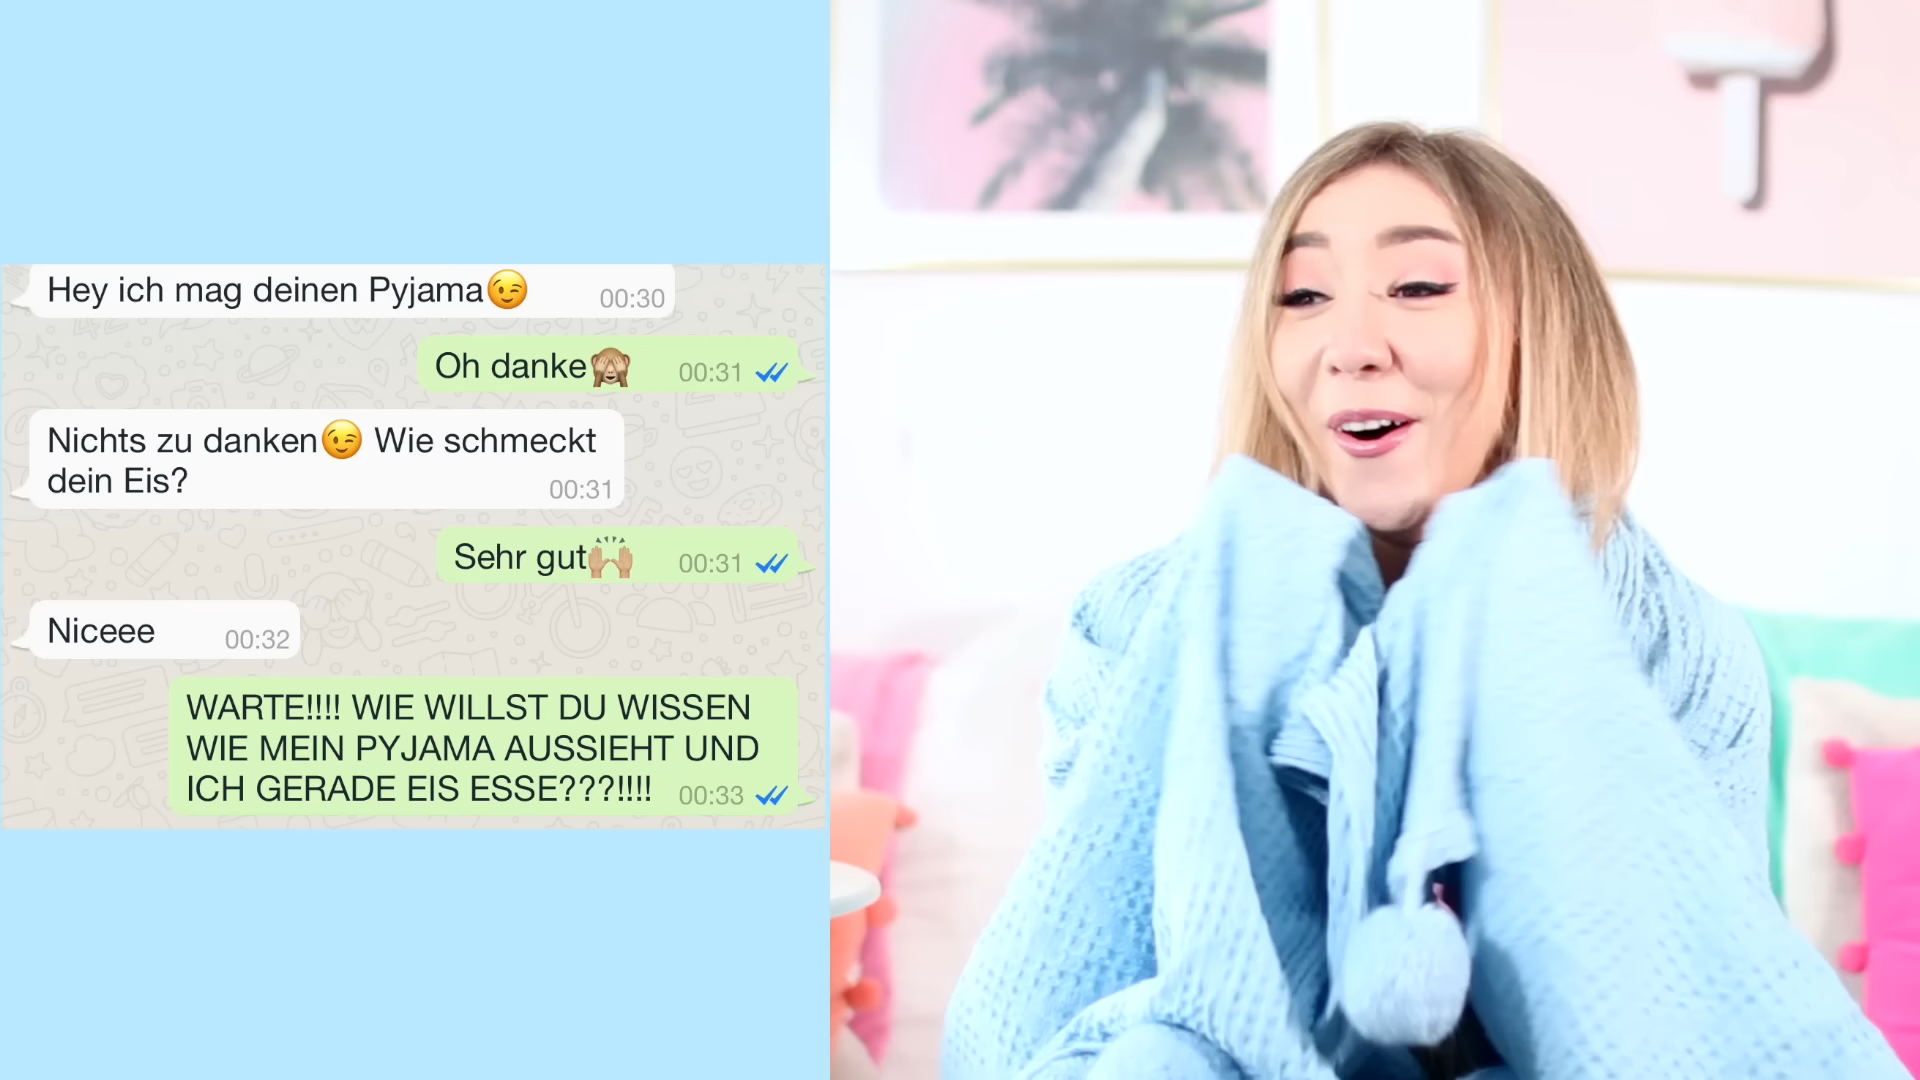 Hey ich mag deinen Pyjama😉 00:30
Oh danke🙈 00:31
Nichts zu danken😉 Wie schmeckt
dein Eis? 00:31
Sehr gut🙌🏼 00:31
Niceee 00:32
WARTE!!!! WIE WILLST DU WISSEN
WIE MEIN PYJAMA AUSSIEHT UND
ICH GERADE EIS ESSE???!!!! 00:33